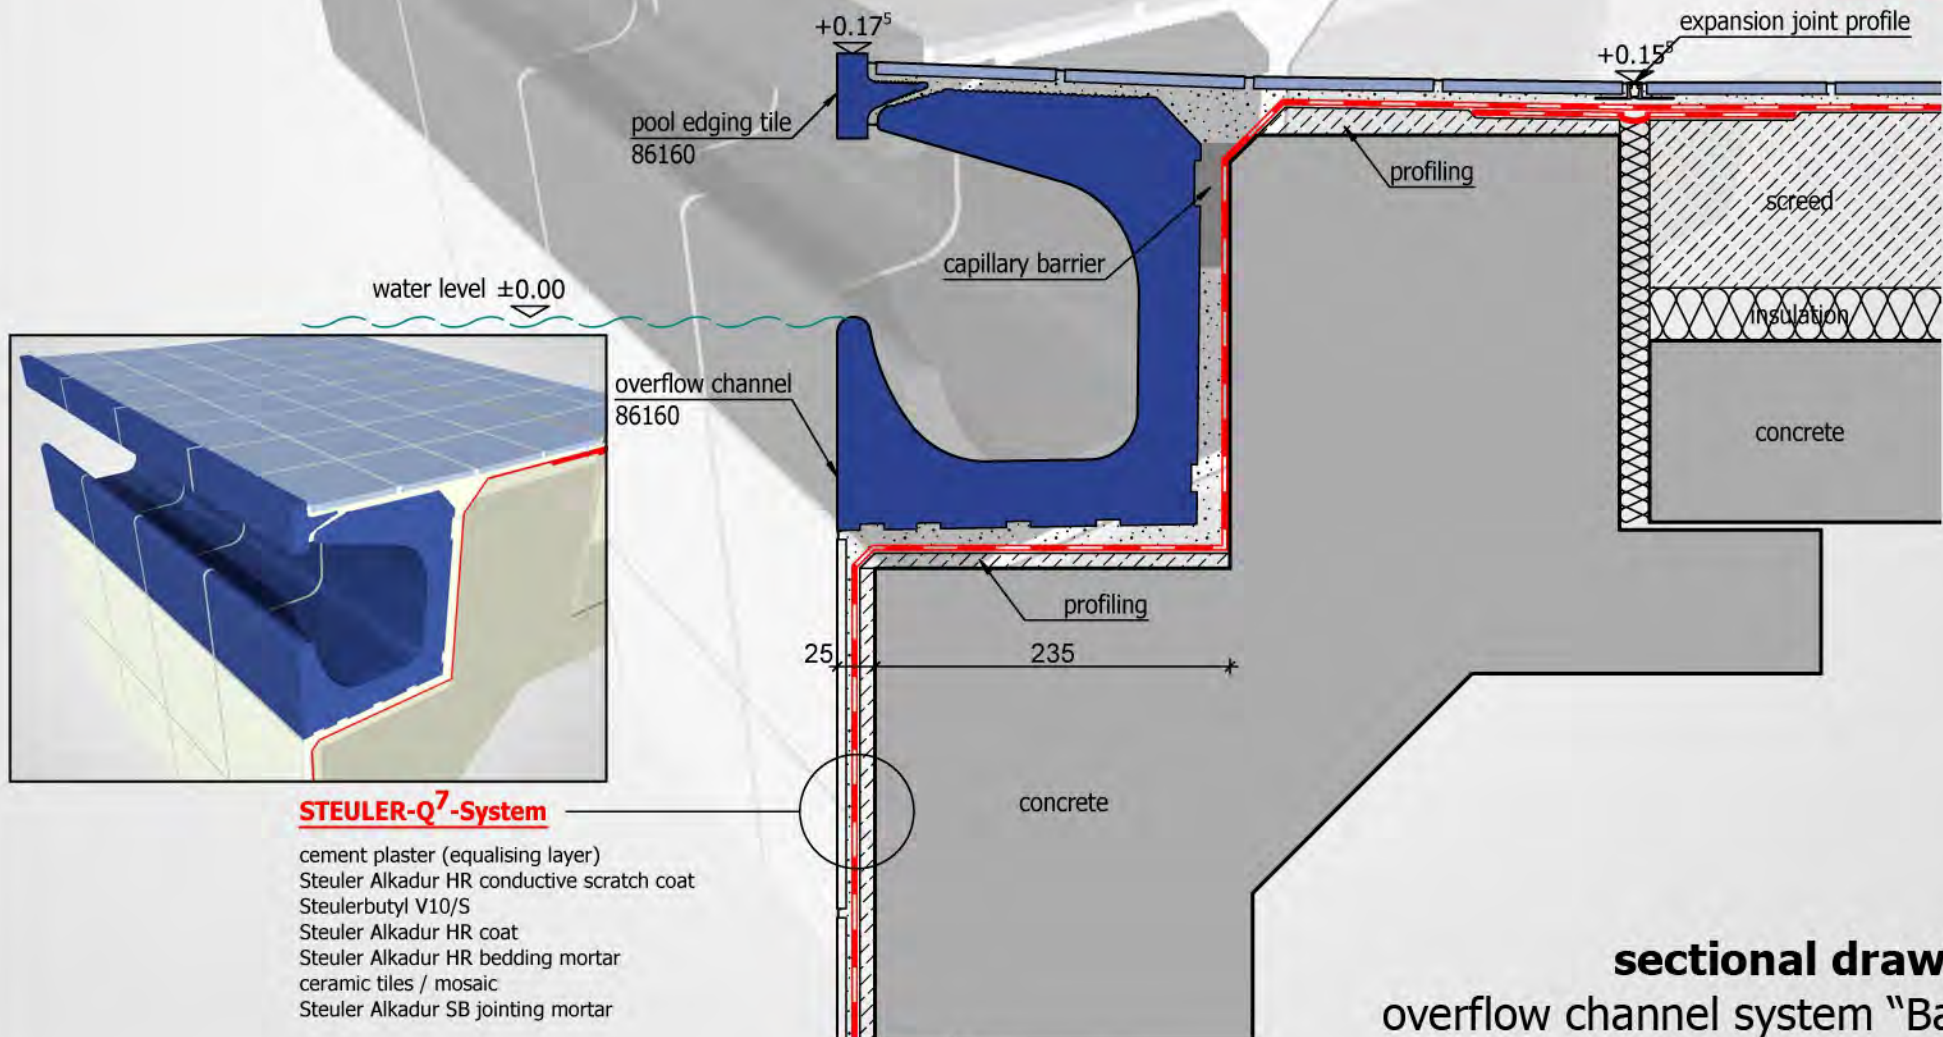 +0.17⁵
expansion joint profile
+0.15⁵
pool edging tile
86160
profiling
screed
capillary barrier
water level ±0.00
insulation
overflow channel
86160
concrete
profiling
25
235
concrete
STEULER-Q⁷-System
cement plaster (equalising layer)
Steuler Alkadur HR conductive scratch coat
Steulerbutyl V10/S
Steuler Alkadur HR coat
Steuler Alkadur HR bedding mortar
ceramic tiles / mosaic
Steuler Alkadur SB jointing mortar
sectional draw
overflow channel system “Ba